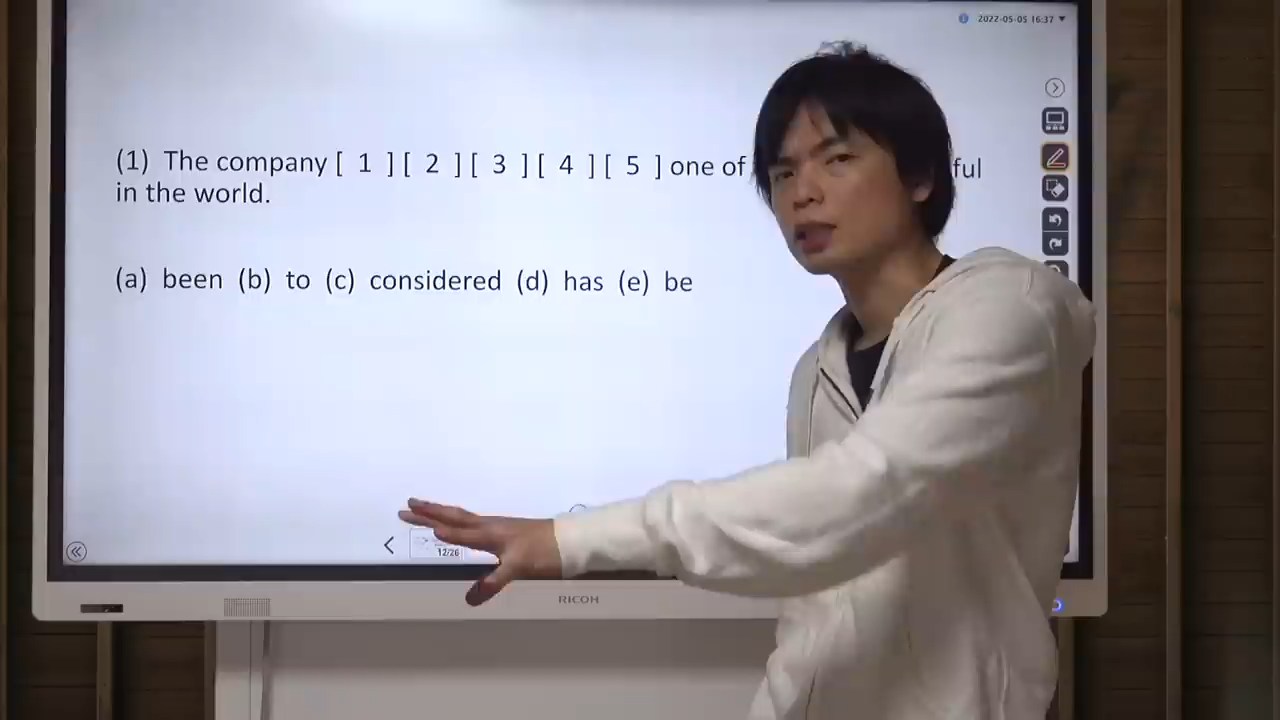 2022-05-05 16:37
(1) The company [ 1 ] [ 2 ] [ 3 ] [ 4 ] [ 5 ] one of
in the world.
(a) been (b) to (c) considered (d) has (e) be
12/26
RICOH